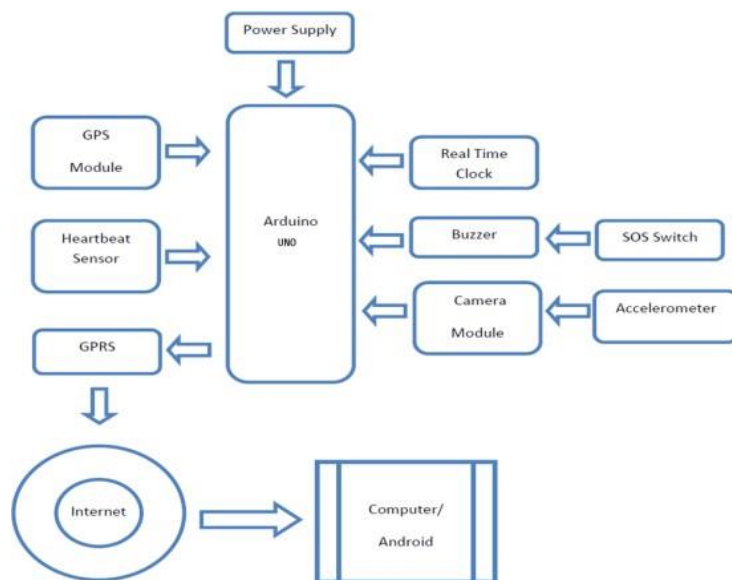 Power Supply
GPS
Module
Real Time
Clock
Arduino
UNO
Heartbeat
Sensor
Buzzer
SOS Switch
Camera
Module
Accelerometer
GPRS
Internet
Computer/
Android